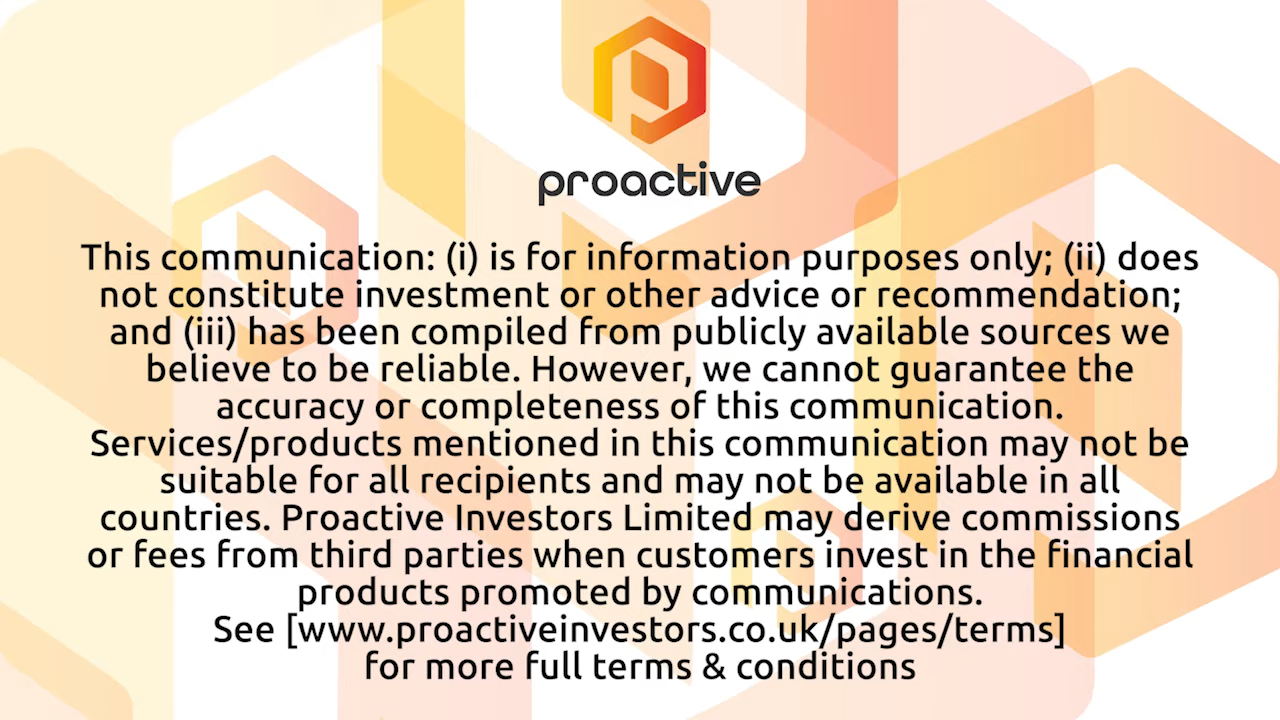 proactive
This communication: (i) is for information purposes only; (ii) does
not constitute investment or other advice or recommendation;
and (iii) has been compiled from publicly available sources we
believe to be reliable. However, we cannot guarantee the
accuracy or completeness of this communication.
Services/products mentioned in this communication may not be
suitable for all recipients and may not be available in all
countries. Proactive Investors Limited may derive commissions
or fees from third parties when customers invest in the financial
products promoted by communications.
See [www.proactiveinvestors.co.uk/pages/terms]
for more full terms & conditions